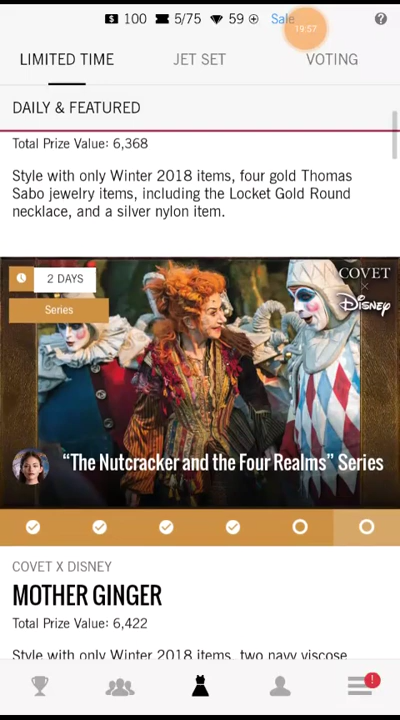 100 5/75 59 Sale
19:57
LIMITED TIME JET SET VOTING
DAILY & FEATURED
Total Prize Value: 6,368
Style with only Winter 2018 items, four gold Thomas
Sabo jewelry items, including the Locket Gold Round
necklace, and a silver nylon item.
2 DAYS
Series
COVET
×
Disney
“The Nutcracker and the Four Realms” Series
COVET X DISNEY
MOTHER GINGER
Total Prize Value: 6,422
Style with only Winter 2018 items, two navy viscose